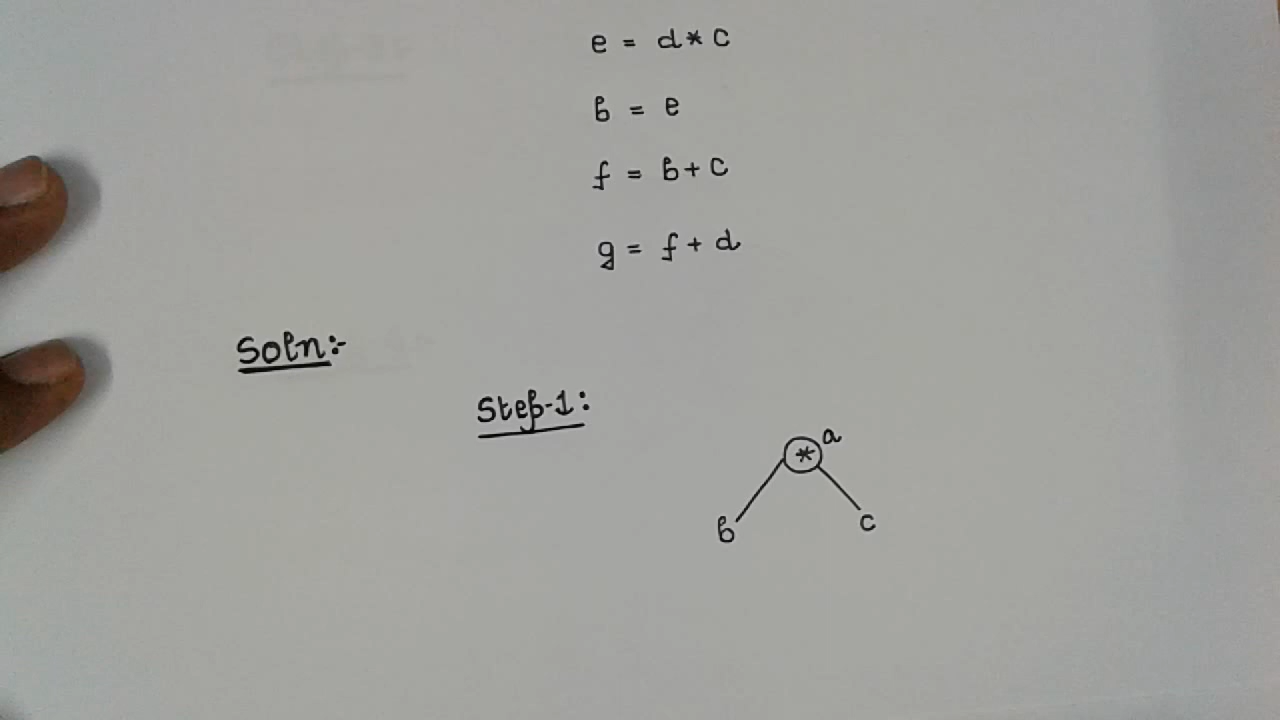 e = d * c
b = e
f = b + c
g = f + d
Soln:-
Step-1:
* a
b c